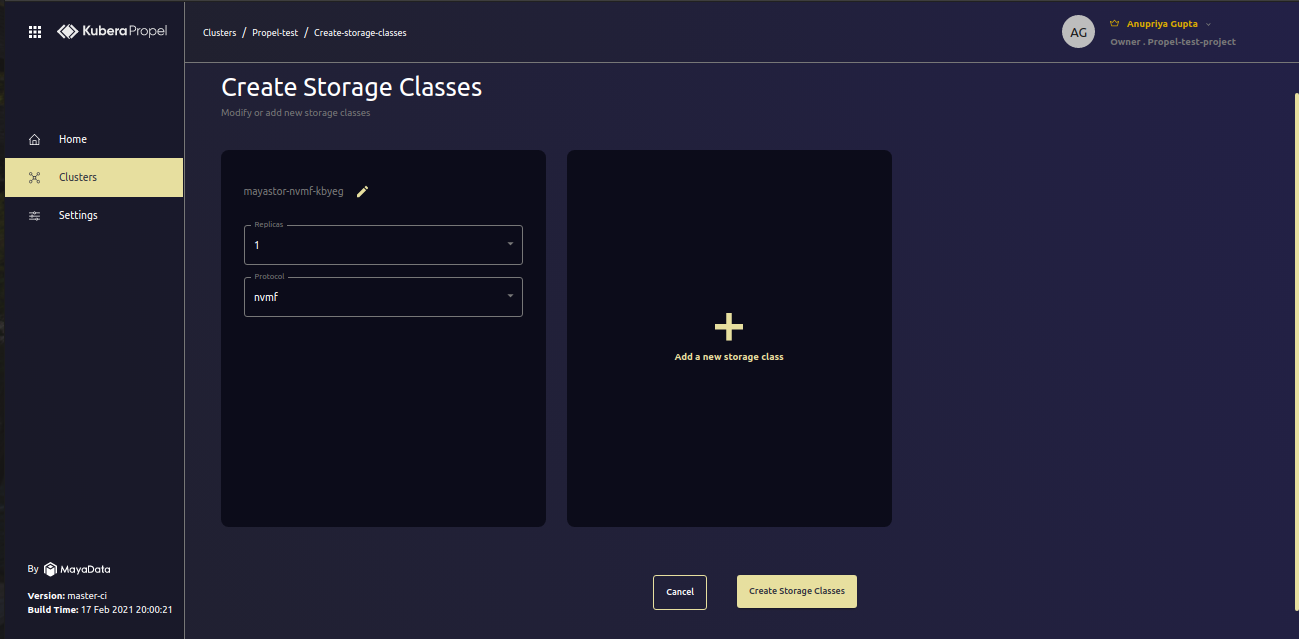 Kubera Propel
Clusters / Propel-test / Create-storage-classes
AG
Anupriya Gupta
Owner . Propel-test-project
Home
Clusters
Settings
Create Storage Classes
Modify or add new storage classes
mayastor-nvmf-kbyeg
Replicas
1
Protocol
nvmf
Add a new storage class
Cancel
Create Storage Classes
By MayaData
Version: master-ci
Build Time: 17 Feb 2021 20:00:21